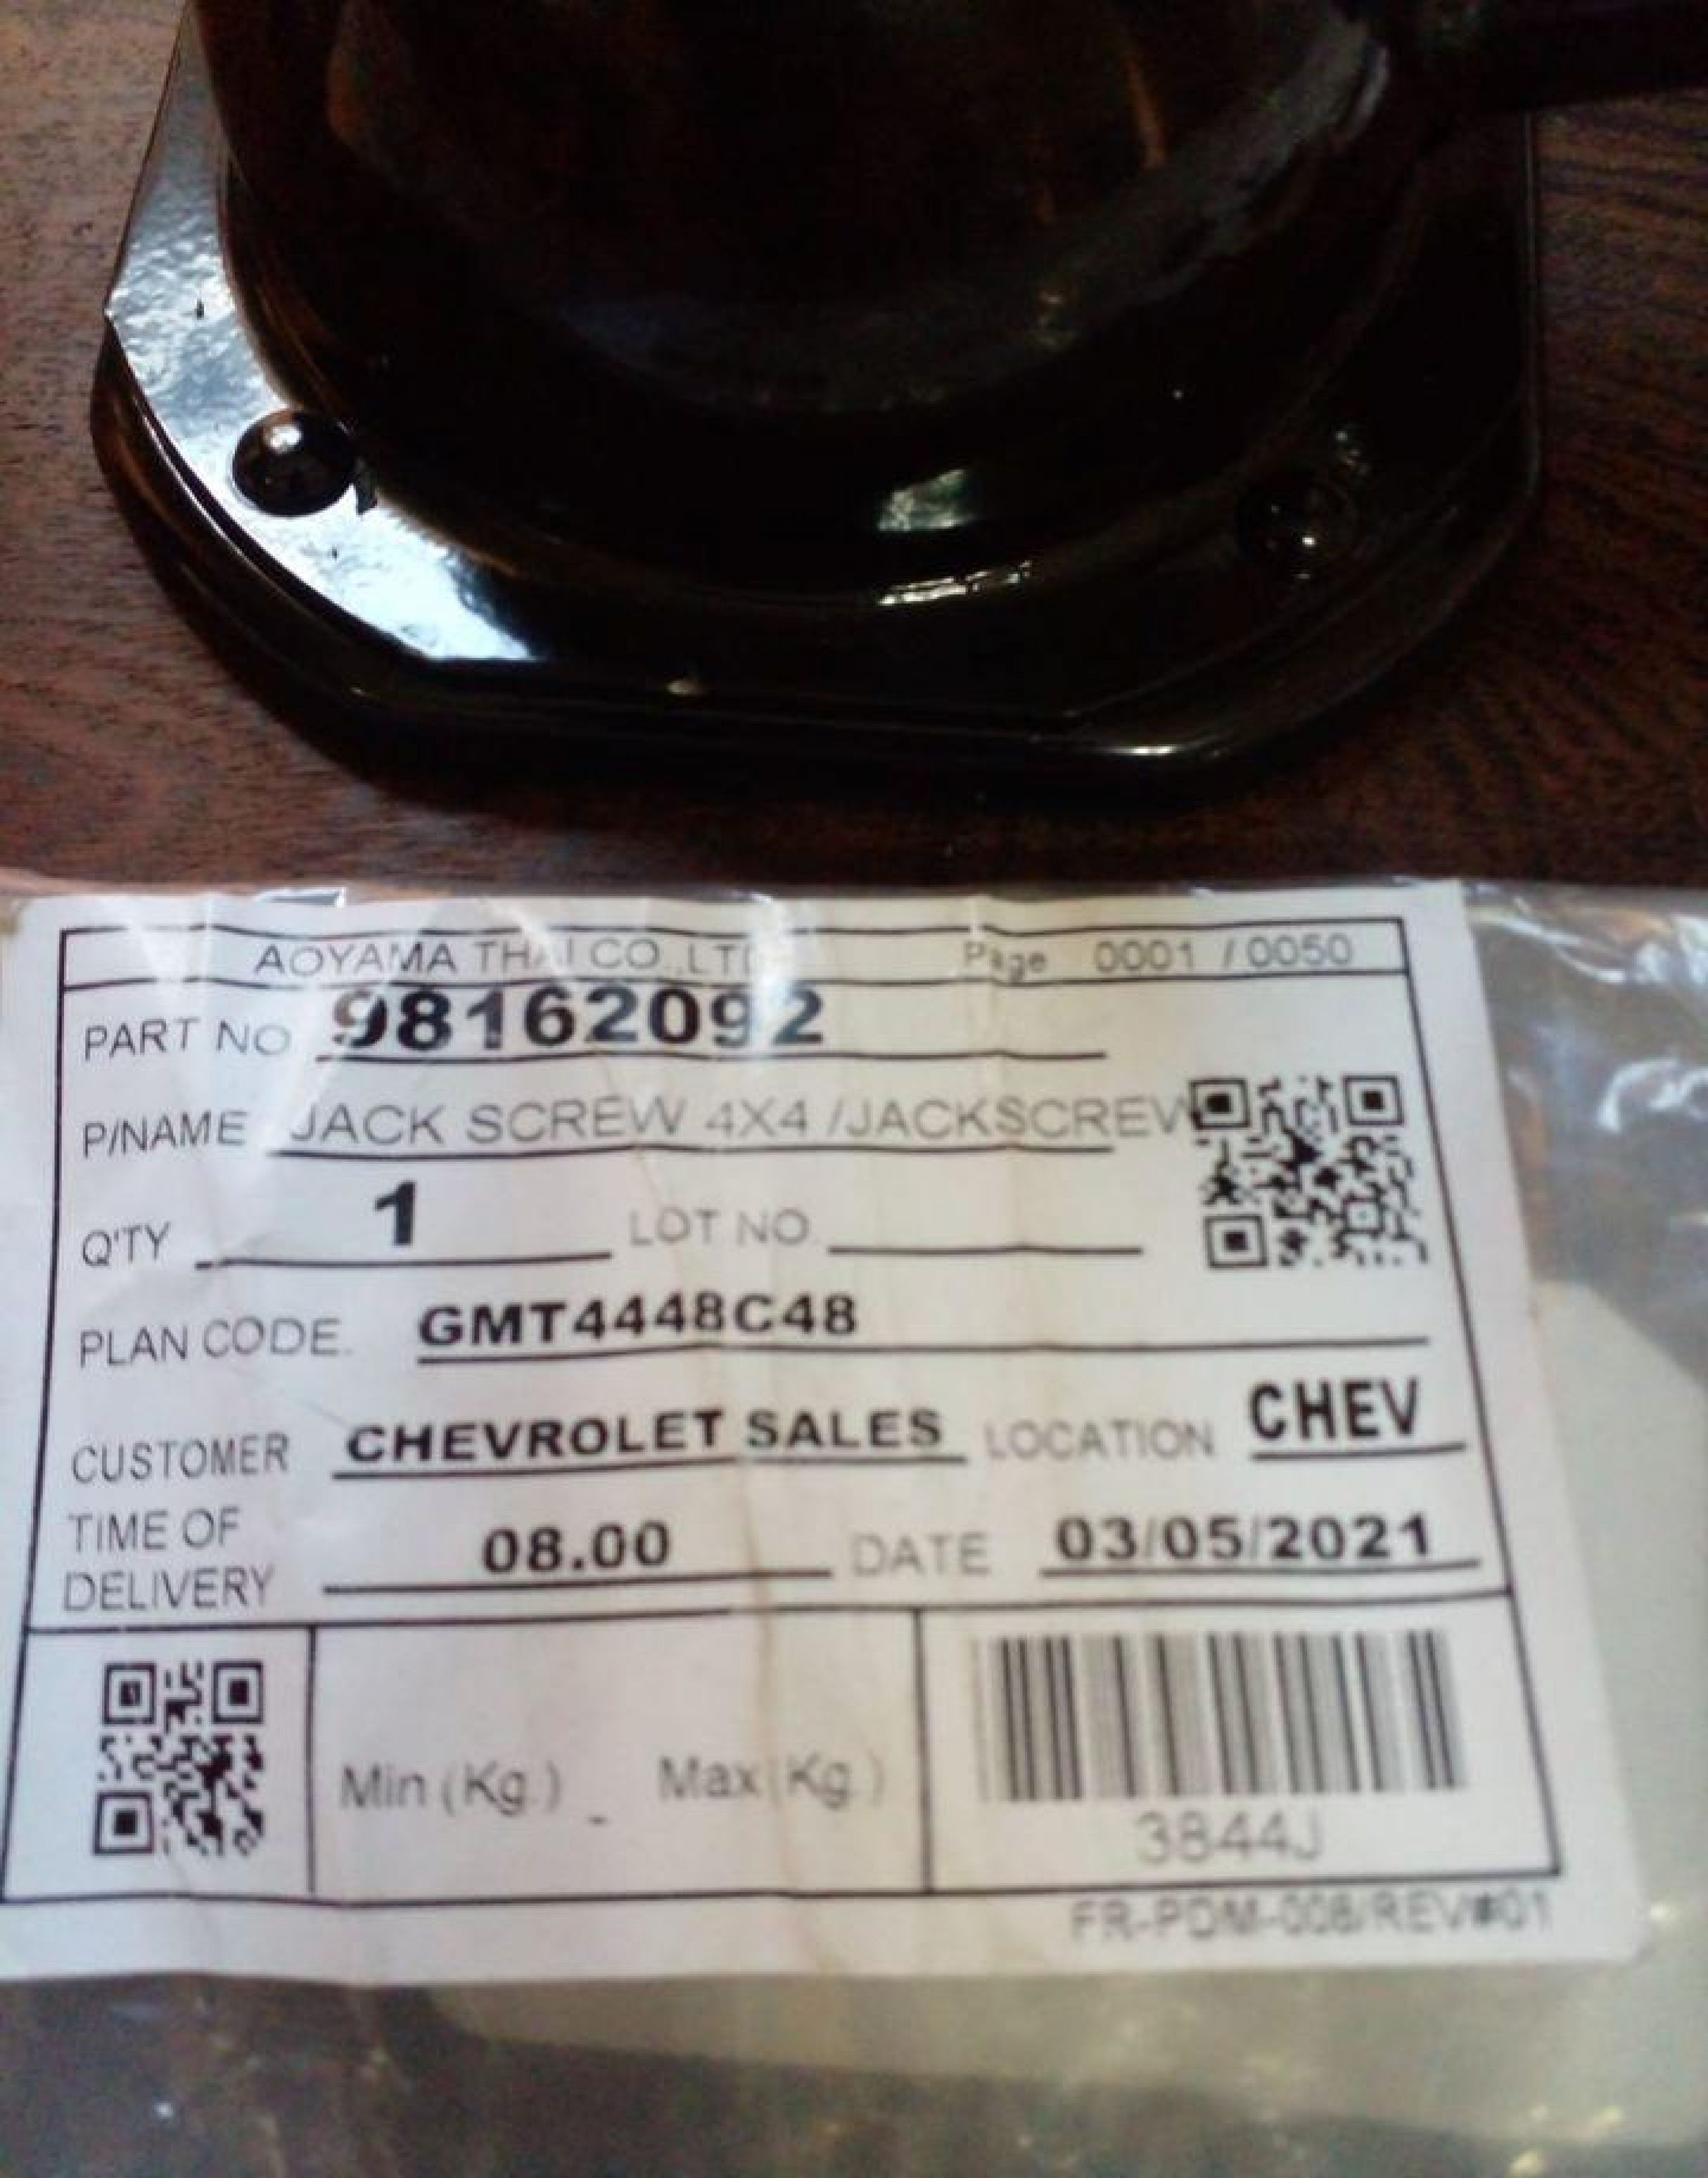 AOYAMA THAI CO.,LTD Page 0001 / 0050
PART NO 98162092
P/NAME JACK SCREW 4X4 /JACKSCREW
Q'TY 1 LOT NO.
PLAN CODE. GMT4448C48
CUSTOMER CHEVROLET SALES LOCATION CHEV
TIME OF
DELIVERY 08.00 DATE 03/05/2021
Min (Kg.) - Max (Kg.)
3844J
FR-PDM-008/REV#01